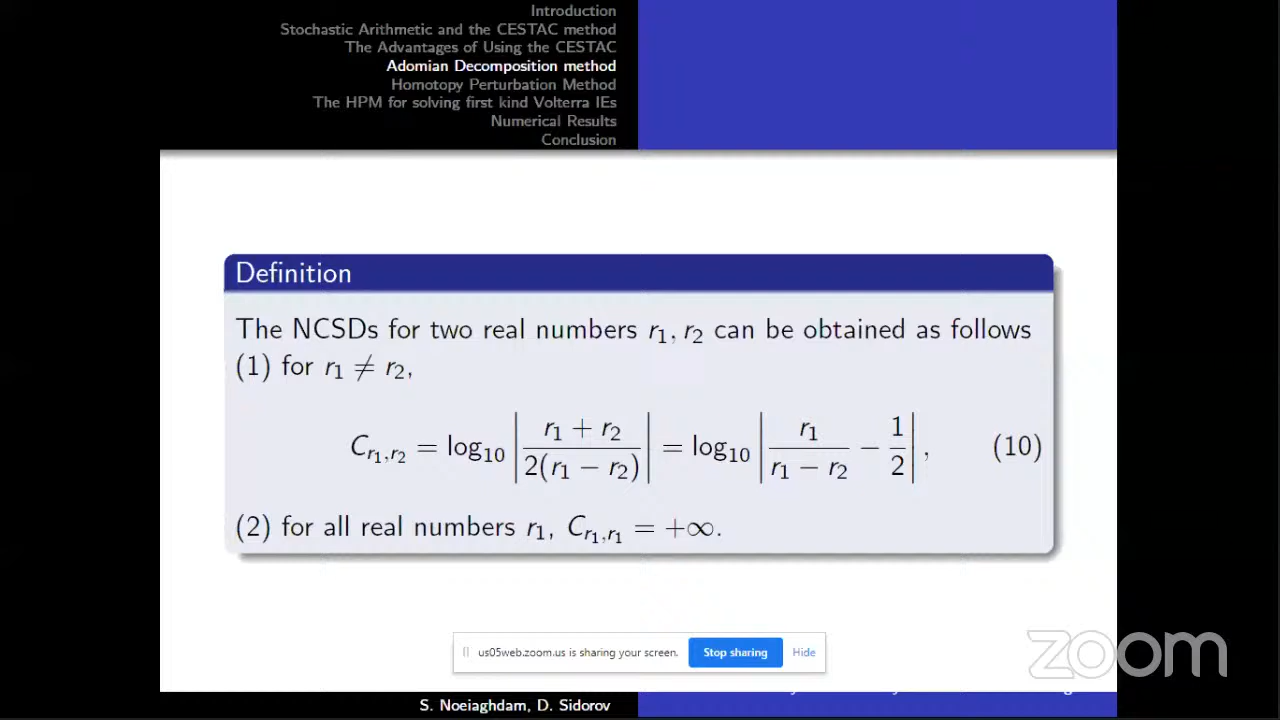 Introduction
Stochastic Arithmetic and the CESTAC method
The Advantages of Using the CESTAC
Adomian Decomposition method
Homotopy Perturbation Method
The HPM for solving first kind Volterra IEs
Numerical Results
Conclusion
Definition
The NCSDs for two real numbers r₁, r₂ can be obtained as follows
(1) for r₁ ≠ r₂,
C_{r₁,r₂} = log₁₀ |(r₁ + r₂)/(2(r₁ − r₂))| = log₁₀ |r₁/(r₁ − r₂) − 1/2|, (10)
(2) for all real numbers r₁, C_{r₁,r₁} = +∞.
us05web.zoom.us is sharing your screen.
Stop sharing
Hide
zoom
S. Noeiaghdam, D. Sidorov